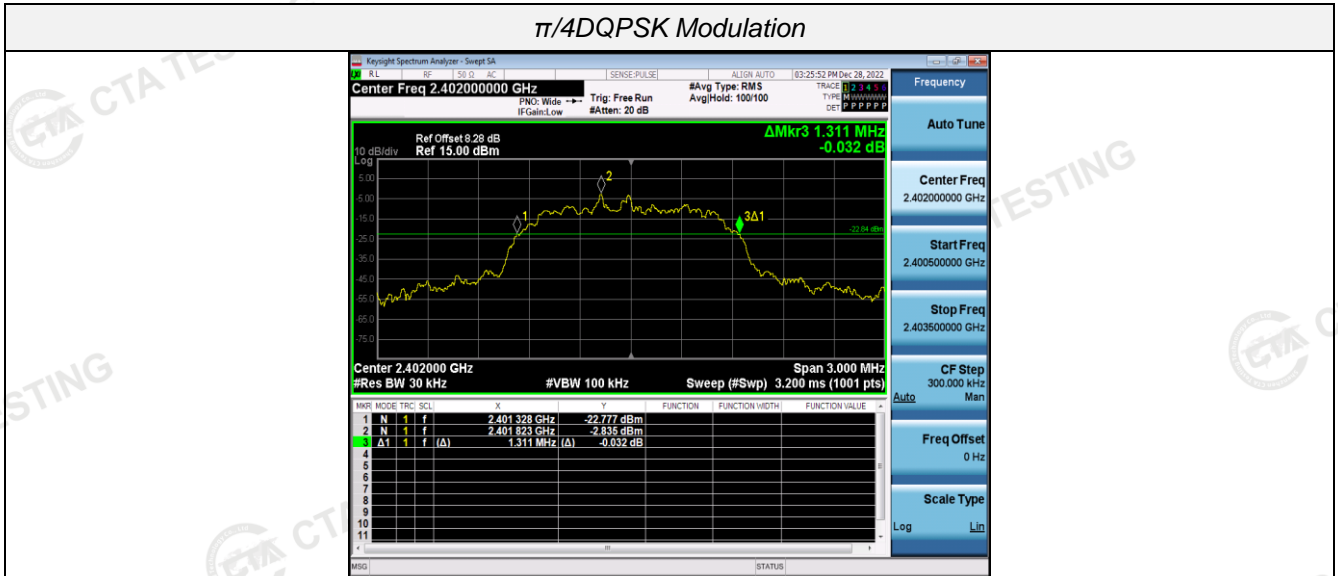 π/4DQPSK Modulation
Keysight Spectrum Analyzer - Swept SA
RL RF 50 Ω AC SENSE:PULSE ALIGN AUTO 03:25:52 PM Dec 28, 2022
Center Freq 2.402000000 GHz #Avg Type: RMS TRACE 1 2 3 4 5 6
PNO: Wide Trig: Free Run Avg|Hold: 100/100 TYPE MWWWWW
IFGain:Low #Atten: 20 dB DET P P P P P P
ΔMkr3 1.311 MHz
-0.032 dB
Ref Offset 8.28 dB
10 dB/div Ref 15.00 dBm
Log
5.00
-5.00
-15.0
-25.0
-35.0
-45.0
-55.0
-65.0
-75.0
1
2
3Δ1
-22.84 dBm
Center 2.402000 GHz Span 3.000 MHz
#Res BW 30 kHz #VBW 100 kHz Sweep (#Swp) 3.200 ms (1001 pts)
MKR MODE TRC SCL X Y FUNCTION FUNCTION WIDTH FUNCTION VALUE
1 N 1 f 2.401 328 GHz -22.777 dBm
2 N 1 f 2.401 823 GHz -2.835 dBm
3 Δ1 1 f (Δ) 1.311 MHz (Δ) -0.032 dB
4
5
6
7
8
9
10
11
MSG STATUS
Frequency
Auto Tune
Center Freq
2.402000000 GHz
Start Freq
2.400500000 GHz
Stop Freq
2.403500000 GHz
CF Step
300.000 kHz
Auto Man
Freq Offset
0 Hz
Scale Type
Log Lin
CTA TES
CTA
TESTING
STING
CTA
CT
C